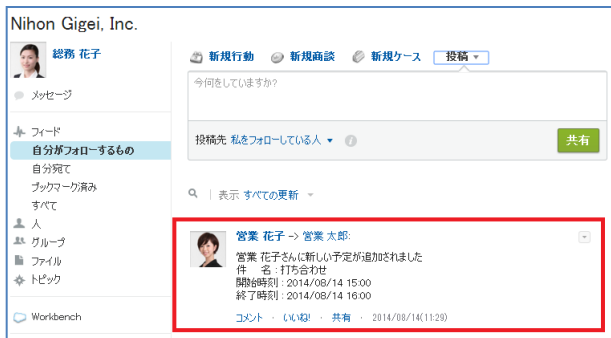 Nihon Gigei, Inc.
総務 花子
メッセージ
フィード
自分がフォローするもの
自分宛て
ブックマーク済み
すべて
人
グループ
ファイル
トピック
Workbench
新規行動 新規商談 新規ケース 投稿
今何をしていますか?
投稿先 私をフォローしている人
共有
表示 すべての更新
営業 花子 -> 営業 太郎:
営業 花子さんに新しい予定が追加されました
件 名 : 打ち合わせ
開始時刻 : 2014/08/14 15:00
終了時刻 : 2014/08/14 16:00
コメント · いいね! · 共有 · 2014/08/14(11:29)